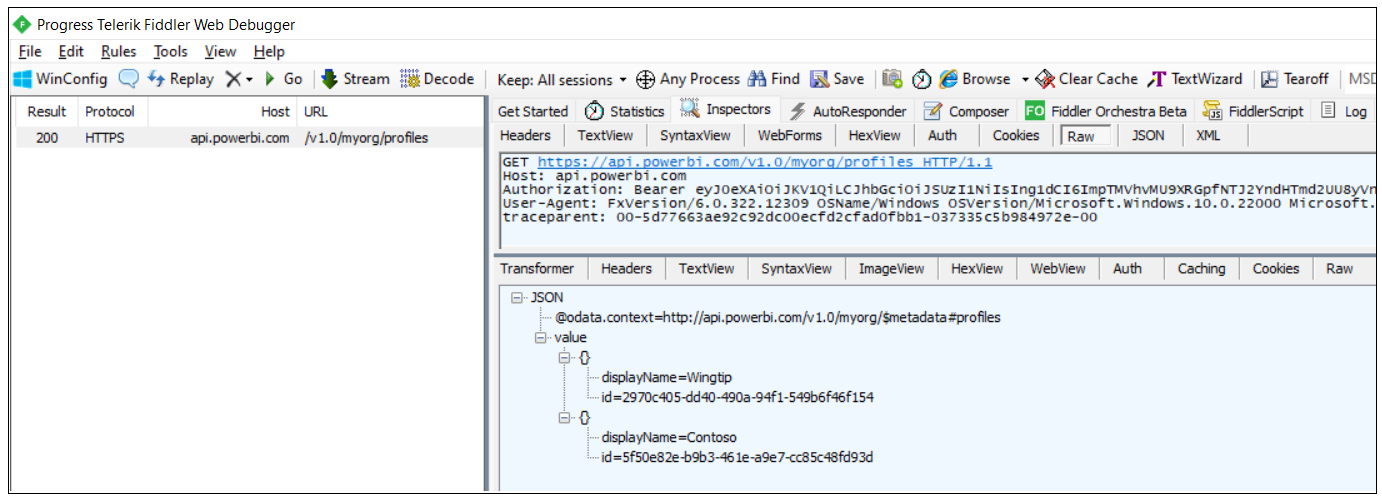 Progress Telerik Fiddler Web Debugger
File Edit Rules Tools View Help
WinConfig Replay Go Stream Decode Keep: All sessions Any Process Find Save Browse Clear Cache TextWizard Tearoff MSD
Result Protocol Host URL
200 HTTPS api.powerbi.com /v1.0/myorg/profiles
Get Started Statistics Inspectors AutoResponder Composer FO Fiddler Orchestra Beta FiddlerScript Log
Headers TextView SyntaxView WebForms HexView Auth Cookies Raw JSON XML
GET https://api.powerbi.com/v1.0/myorg/profiles HTTP/1.1
Host: api.powerbi.com
Authorization: Bearer
User-Agent: FxVersion/6.0.322.12309 OSName/Windows OSVersion/Microsoft.Windows.10.0.22000 Microsoft.
traceparent: 00-5d77663ae92c92dc00ecfd2cfad0fbb1-037335c5b984972e-00
Transformer Headers TextView SyntaxView ImageView HexView WebView Auth Caching Cookies Raw
JSON
@odata.context=http://api.powerbi.com/v1.0/myorg/$metadata#profiles
value
{}
displayName=Wingtip
id=2970c405-dd40-490a-94f1-549b6f46f154
{}
displayName=Contoso
id=5f50e82e-b9b3-461e-a9e7-cc85c48fd93d